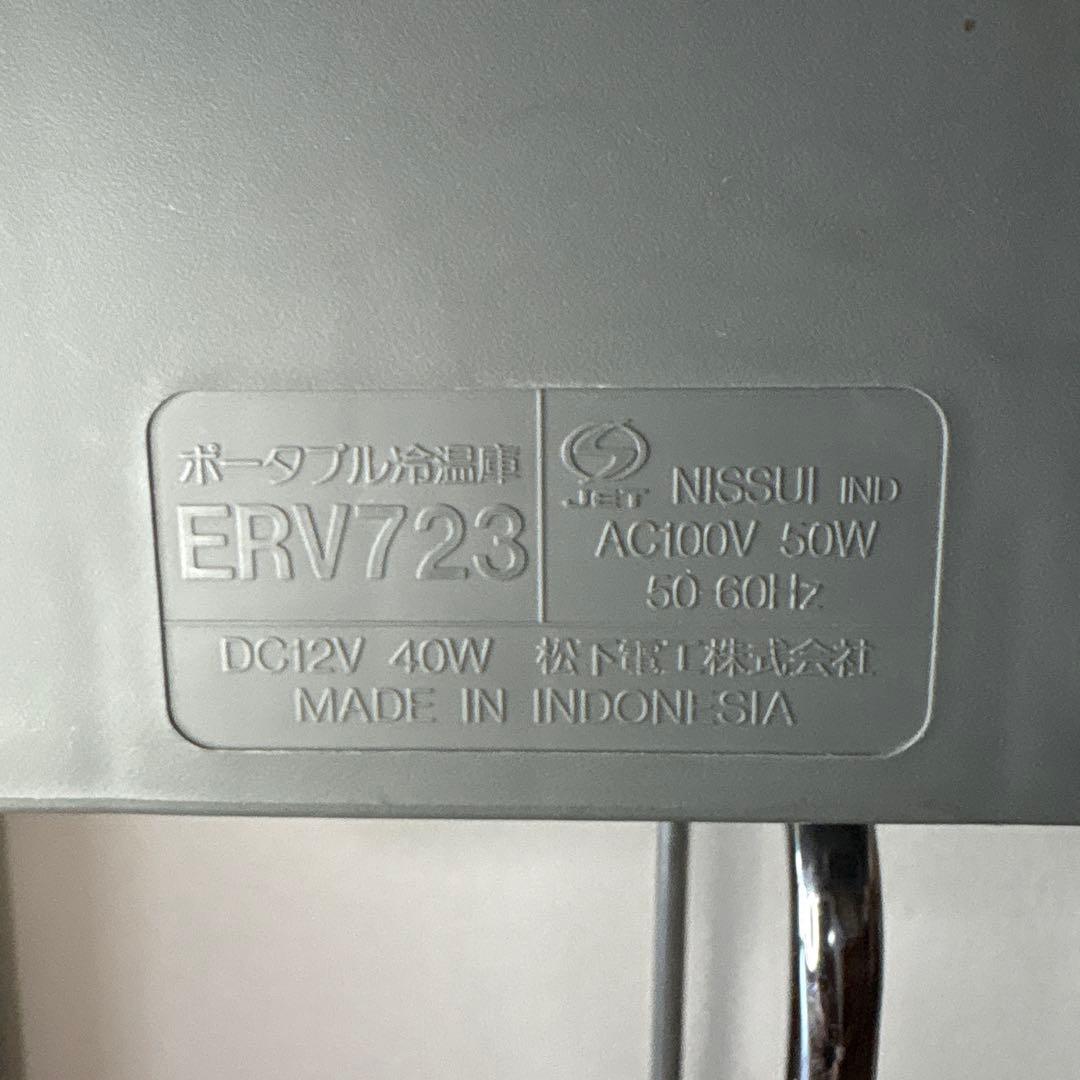 ポータブル冷温庫
ERV723
JET NISSUI IND
AC100V 50W
50-60Hz
DC12V 40W 松下電工株式会社
MADE IN INDONESIA